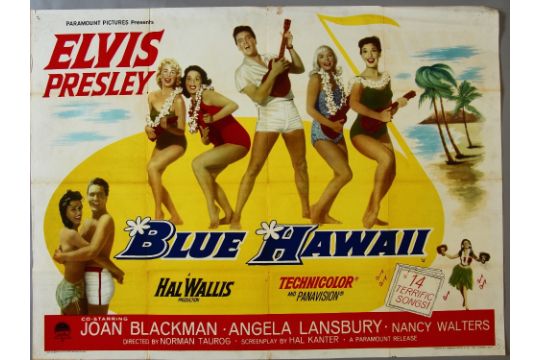 PARAMOUNT PICTURES Presents
ELVIS
PRESLEY
BLUE HAWAII
A
HAL WALLIS
PRODUCTION
TECHNICOLOR®
AND PANAVISION®
14
TERRIFIC
SONGS!
CO-STARRING
JOAN BLACKMAN · ANGELA LANSBURY · NANCY WALTERS
DIRECTED BY NORMAN TAUROG · SCREENPLAY BY HAL KANTER · A PARAMOUNT RELEASE